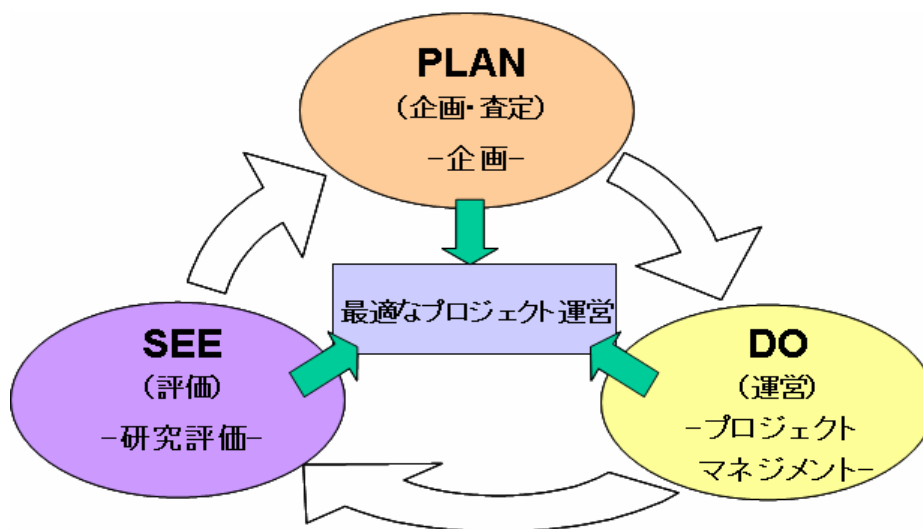 PLAN
(企画・査定)
-企画-
最適なプロジェクト運営
SEE
(評価)
-研究評価-
DO
(運営)
-プロジェクト
マネジメント-